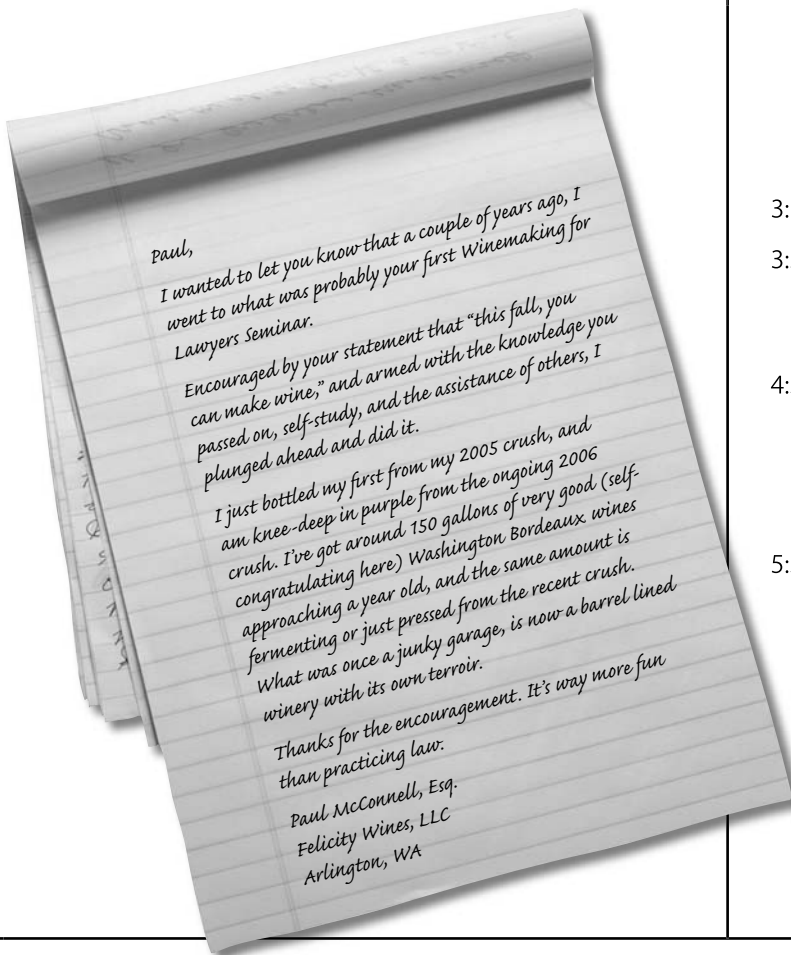 Paul,
I wanted to let you know that a couple of years ago, I
went to what was probably your first Winemaking for
Lawyers Seminar.
Encouraged by your statement that “this fall, you
can make wine,” and armed with the knowledge you
passed on, self-study, and the assistance of others, I
plunged ahead and did it.
I just bottled my first from my 2005 crush, and
am knee-deep in purple from the ongoing 2006
crush. I've got around 150 gallons of very good (self-
congratulating here) Washington Bordeaux wines
approaching a year old, and the same amount is
fermenting or just pressed from the recent crush.
What was once a junky garage, is now a barrel lined
winery with its own terroir.
Thanks for the encouragement. It's way more fun
than practicing law.
Paul McConnell, Esq.
Felicity Wines, LLC
Arlington, WA
3:
3:
4:
5: